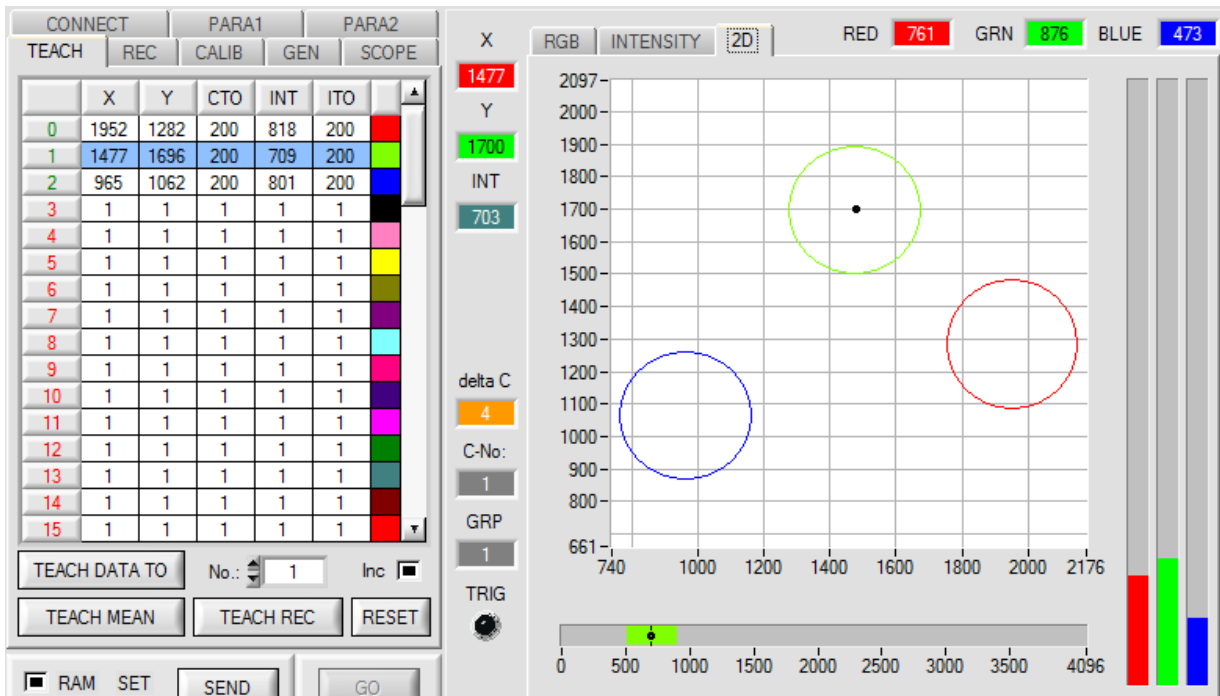 CONNECT PARA1 PARA2
TEACH REC CALIB GEN SCOPE
X Y CTO INT ITO
0 1952 1282 200 818 200
1 1477 1696 200 709 200
2 965 1062 200 801 200
3 1 1 1 1 1
4 1 1 1 1 1
5 1 1 1 1 1
6 1 1 1 1 1
7 1 1 1 1 1
8 1 1 1 1 1
9 1 1 1 1 1
10 1 1 1 1 1
11 1 1 1 1 1
12 1 1 1 1 1
13 1 1 1 1 1
14 1 1 1 1 1
15 1 1 1 1 1
TEACH DATA TO No.: 1 Inc
TEACH MEAN TEACH REC RESET
RAM SET SEND GO
X
1477
Y
1700
INT
703
delta C
4
C-No:
1
GRP
1
TRIG
RGB INTENSITY 2D RED 761 GRN 876 BLUE 473
2097
2000
1900
1800
1700
1600
1500
1400
1300
1200
1100
1000
900
800
661
740 1000 1200 1400 1600 1800 2000 2176
0 500 1000 1500 2000 2500 3000 3500 4096